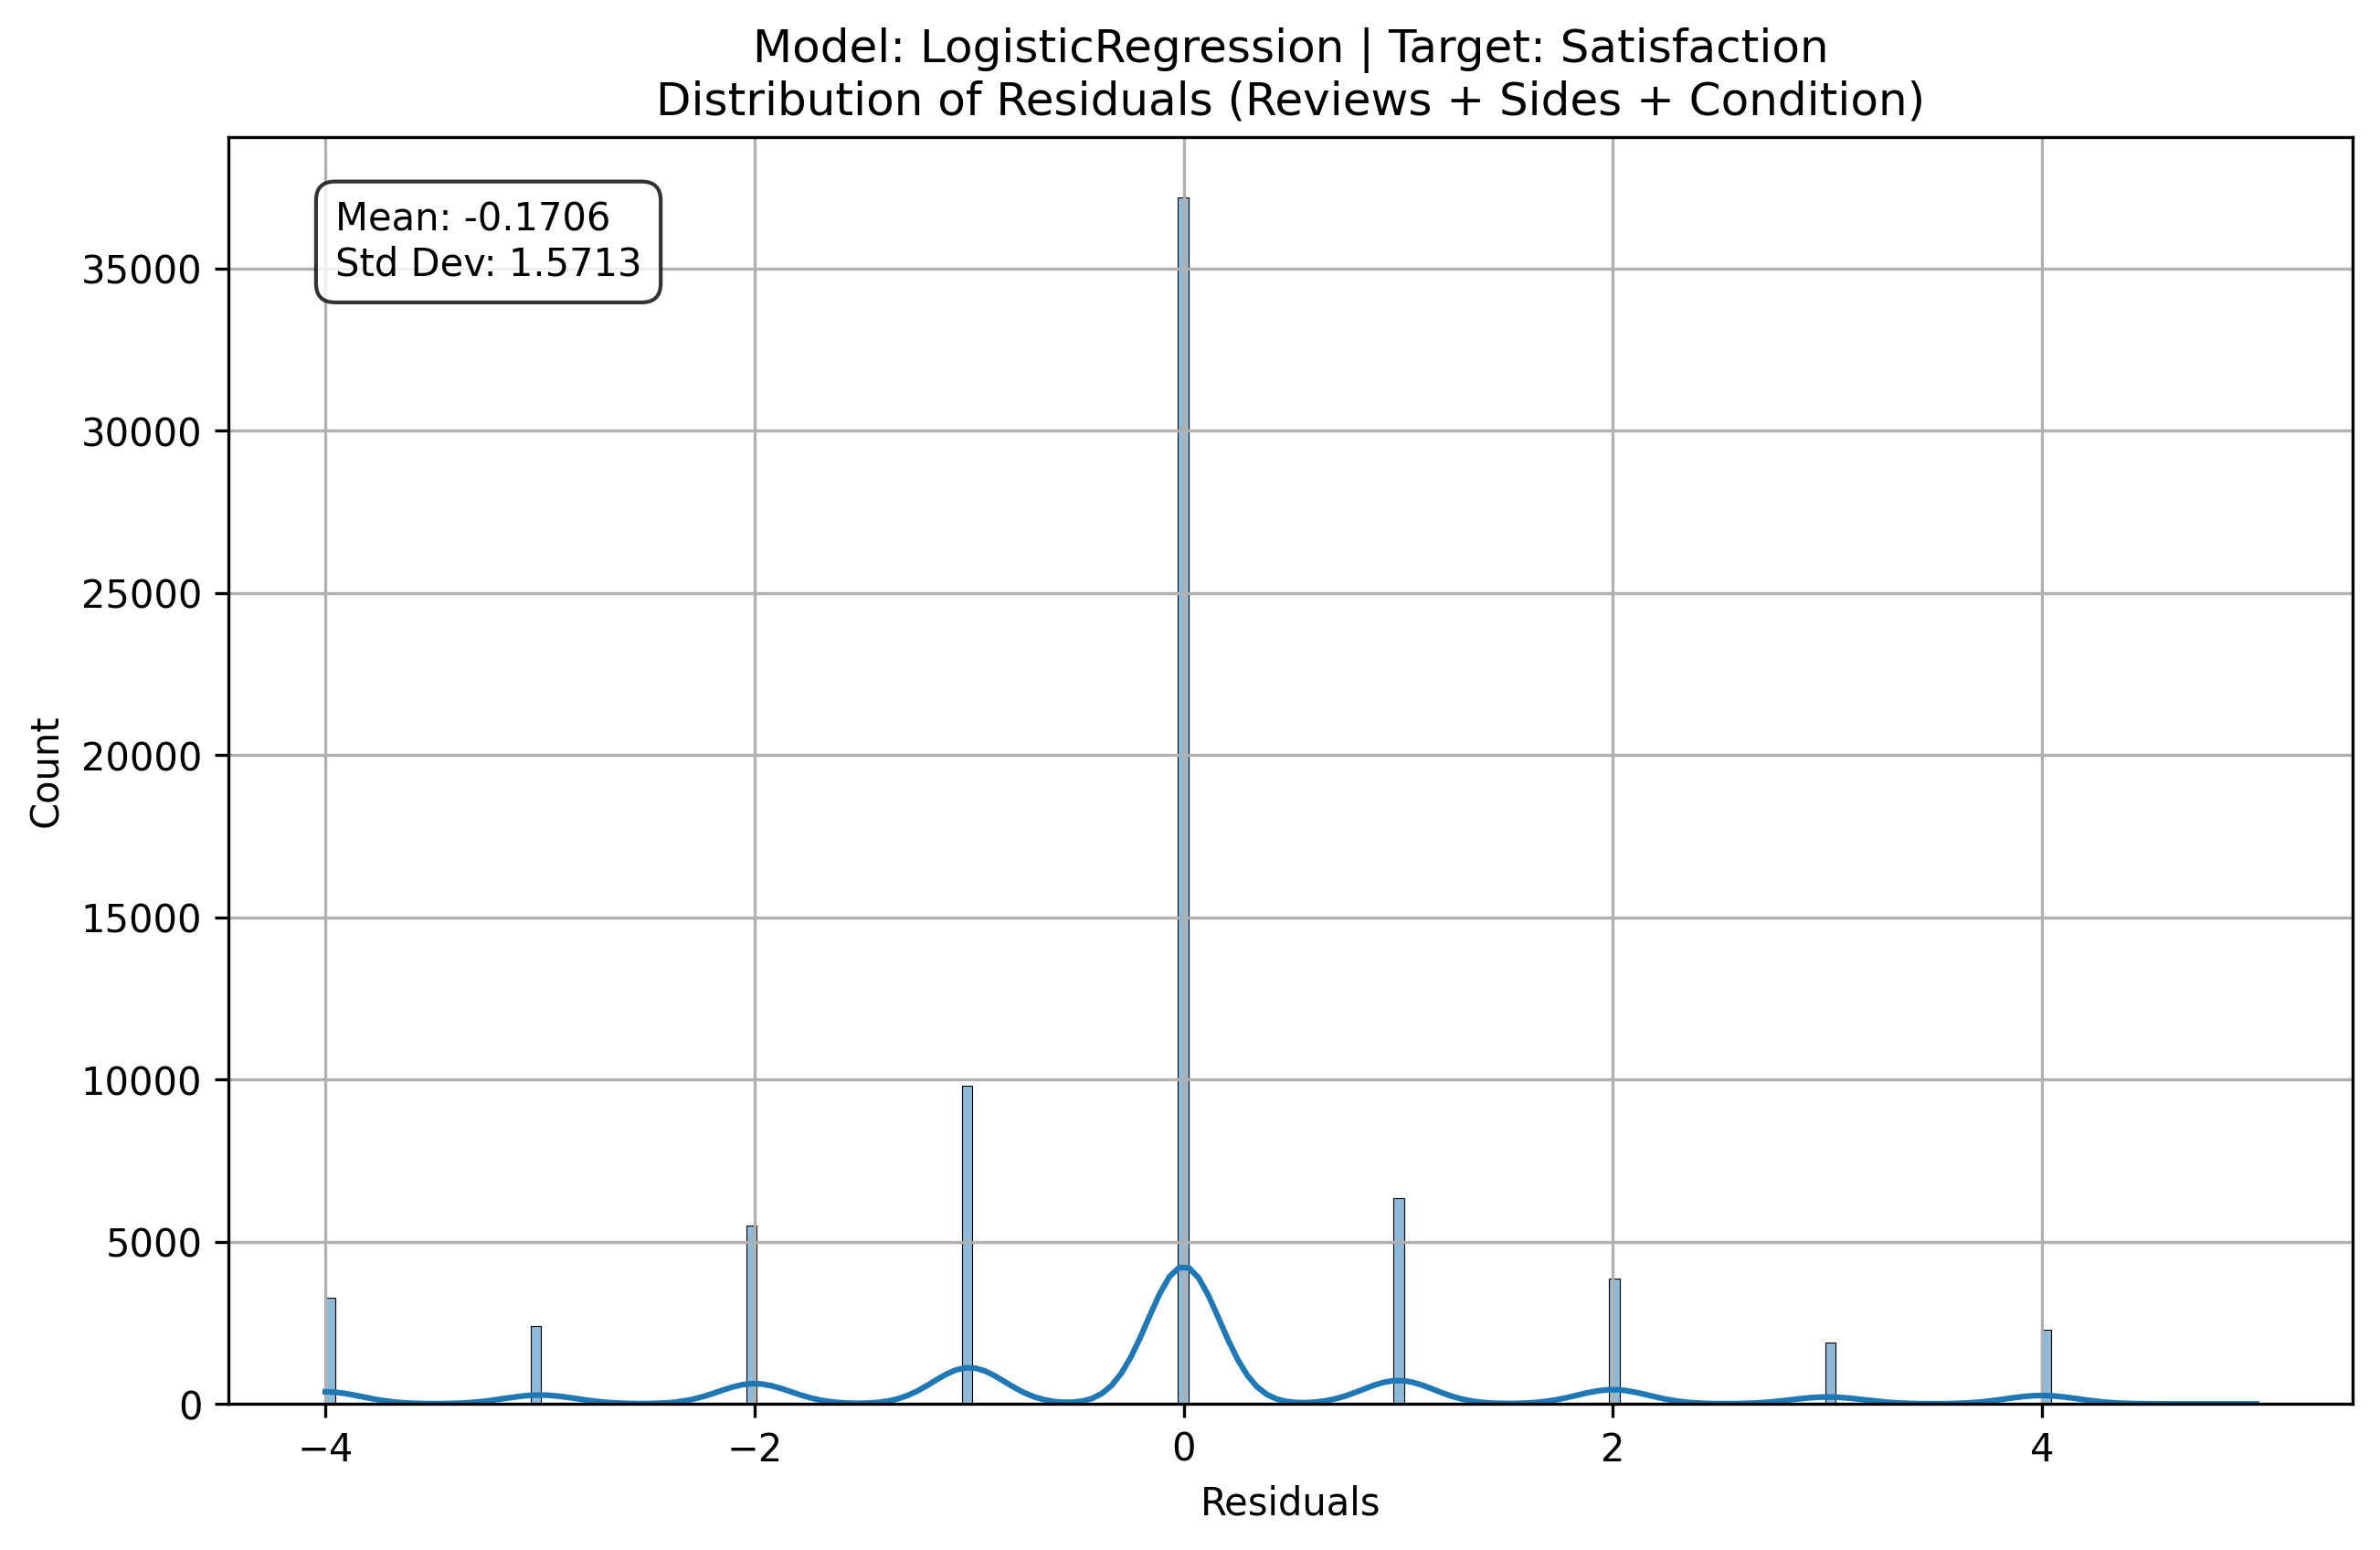 Model: LogisticRegression | Target: Satisfaction
Distribution of Residuals (Reviews + Sides + Condition)
Mean: -0.1706
Std Dev: 1.5713
35000
30000
25000
20000
15000
10000
5000
0
Count
−4
−2
0
2
4
Residuals